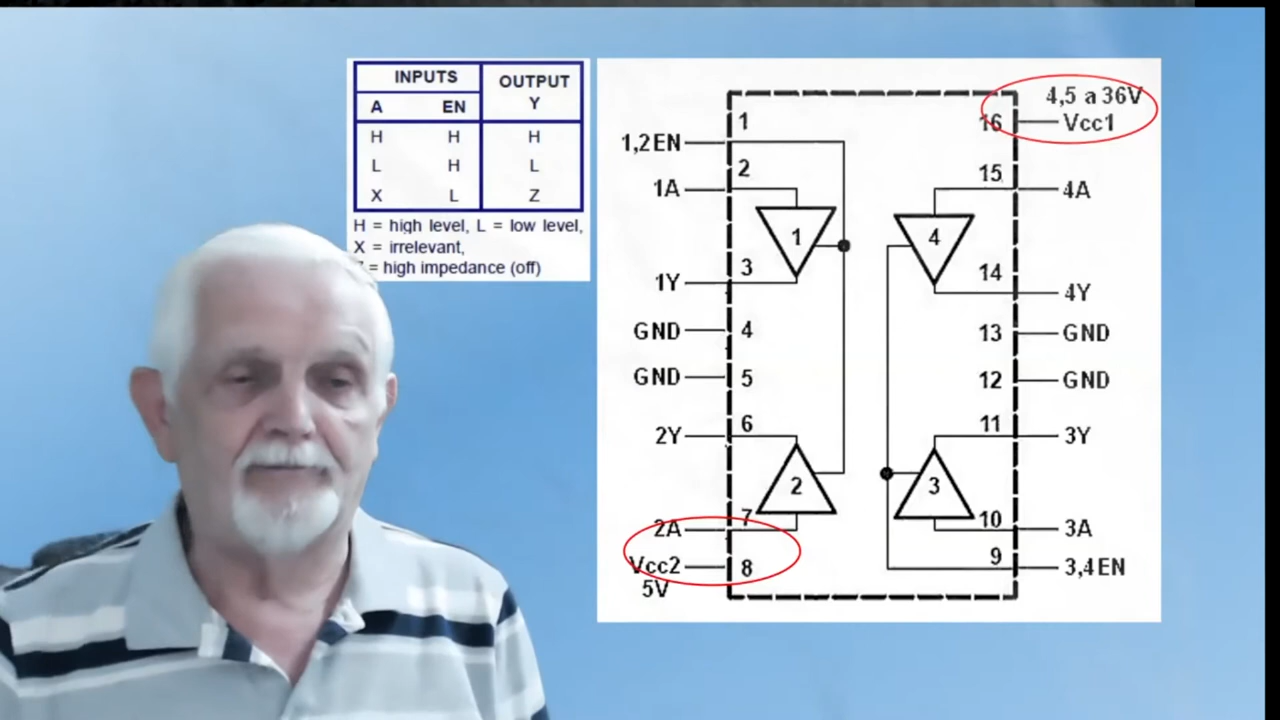 INPUTS OUTPUT
A EN Y
H H H
L H L
X L Z
H = high level, L = low level,
X = irrelevant,
= high impedance (off)
4,5 a 36V
1 16 Vcc1
1,2EN
2 15
1A 4A
1 4
3 14
1Y 4Y
GND 4 13 GND
GND 5 12 GND
6 11
2Y 3Y
2 3
7 10
2A 3A
9
Vcc2 8 3,4EN
5V